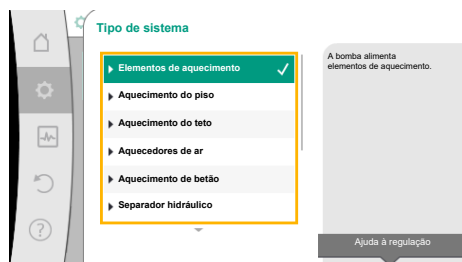 Tipo de sistema
Elementos de aquecimento
Aquecimento do piso
Aquecimento do teto
Aquecedores de ar
Aquecimento de betão
Separador hidráulico
A bomba alimenta
elementos de aquecimento.
Ajuda à regulação